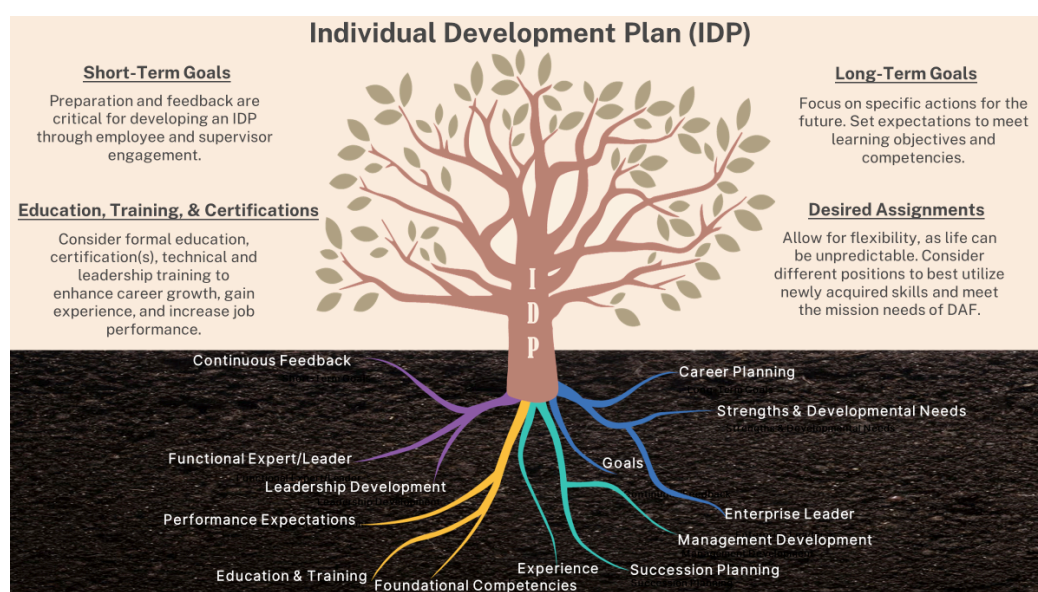 Individual Development Plan (IDP)
Short-Term Goals
Preparation and feedback are
critical for developing an IDP
through employee and supervisor
engagement.
Education, Training, & Certifications
Consider formal education,
certification(s), technical and
leadership training to
enhance career growth, gain
experience, and increase job
performance.
Long-Term Goals
Focus on specific actions for the
future. Set expectations to meet
learning objectives and
competencies.
Desired Assignments
Allow for flexibility, as life can
be unpredictable. Consider
different positions to best utilize
newly acquired skills and meet
the mission needs of DAF.
I
D
P
Continuous Feedback
Functional Expert/Leader
Leadership Development
Performance Expectations
Education & Training
Foundational Competencies
Experience
Succession Planning
Management Development
Enterprise Leader
Goals
Strengths & Developmental Needs
Strengths & Developmental Needs
Career Planning